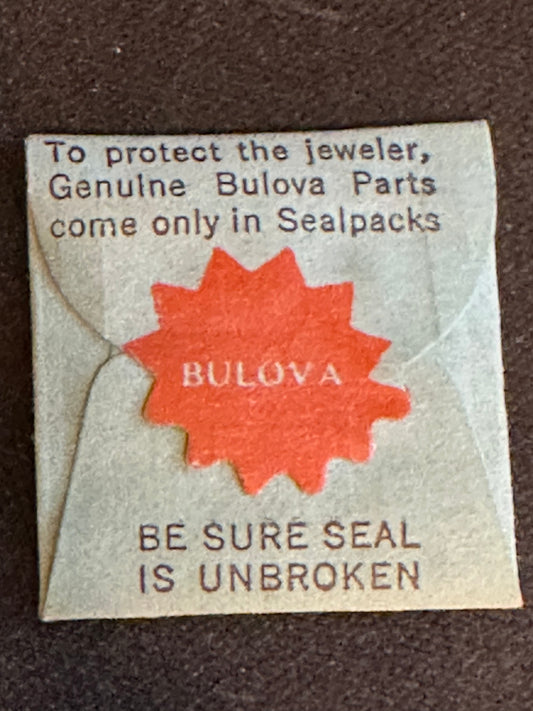 To protect the jeweler,
Genuine Bulova Parts
come only in Sealpacks
BULOVA
BE SURE SEAL
IS UNBROKEN